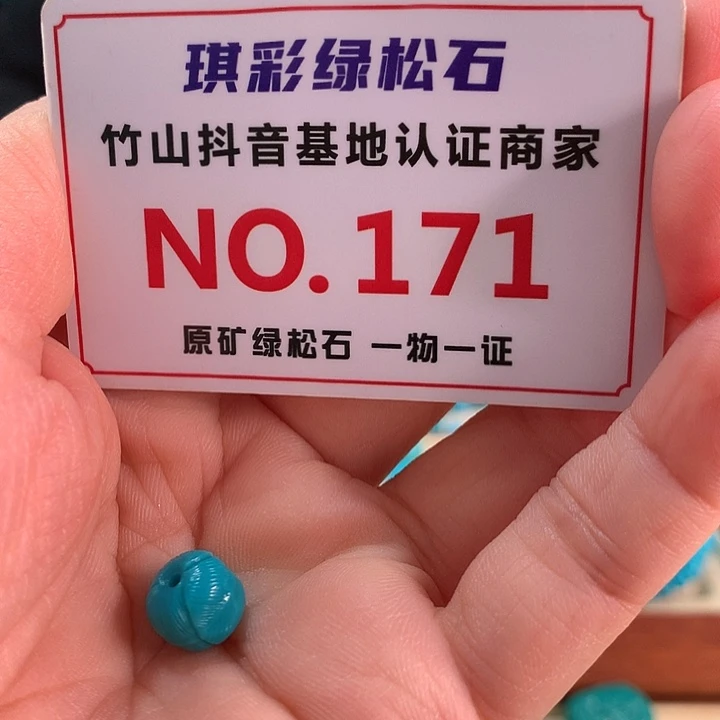 琪彩绿松石
竹山抖音基地认证商家
NO.171
原矿绿松石 一物一证